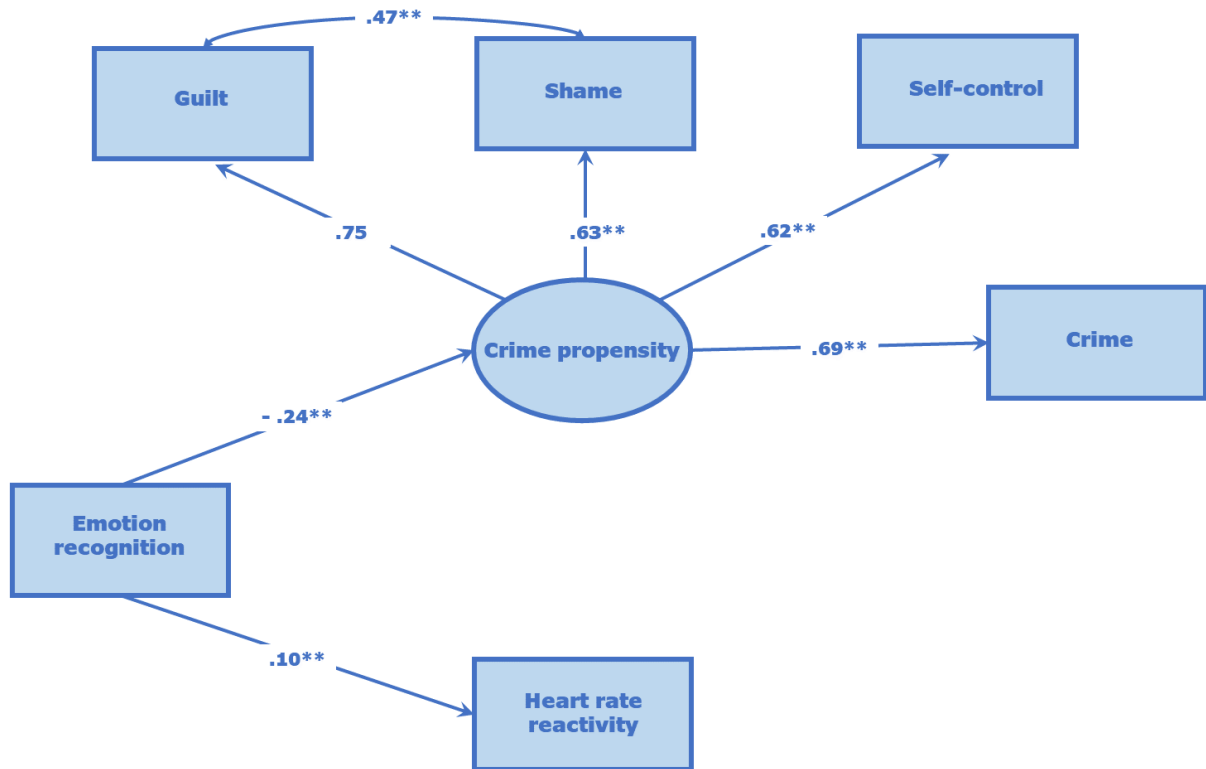 .47**
Guilt
Shame
Self-control
.75
.63**
.62**
Crime propensity
.69**
Crime
- .24**
Emotion
recognition
.10**
Heart rate
reactivity